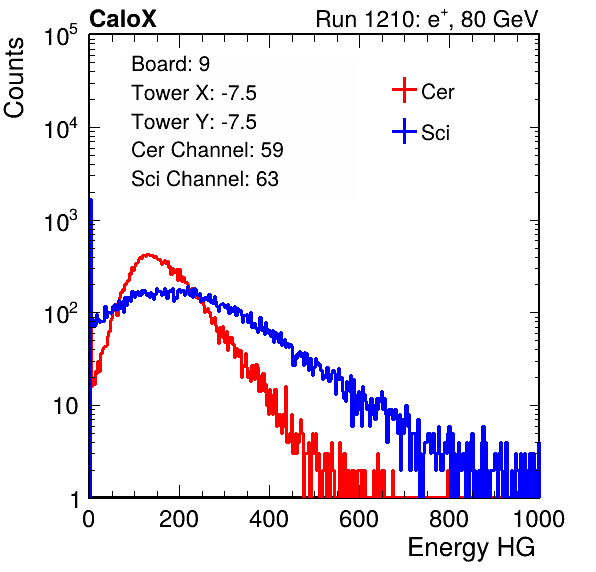 CaloX Run 1210: e⁺, 80 GeV
Counts
Board: 9
Tower X: -7.5
Tower Y: -7.5
Cer Channel: 59
Sci Channel: 63
Cer
Sci
10⁵
10⁴
10³
10²
10
1
0 200 400 600 800 1000
Energy HG